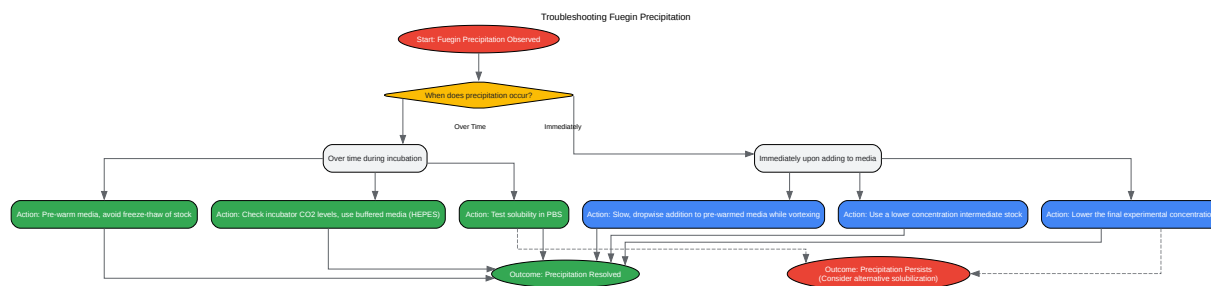 Troubleshooting Fuegin Precipitation
Start: Fuegin Precipitation Observed
When does precipitation occur?
Over Time
Immediately
Over time during incubation
Immediately upon adding to media
Action: Pre-warm media, avoid freeze-thaw of stock
Action: Check incubator CO2 levels, use buffered media (HEPES)
Action: Test solubility in PBS
Action: Slow, dropwise addition to pre-warmed media while vortexing
Action: Use a lower concentration intermediate stock
Action: Lower the final experimental concentratio
Outcome: Precipitation Resolved
Outcome: Precipitation Persists
(Consider alternative solubilization)